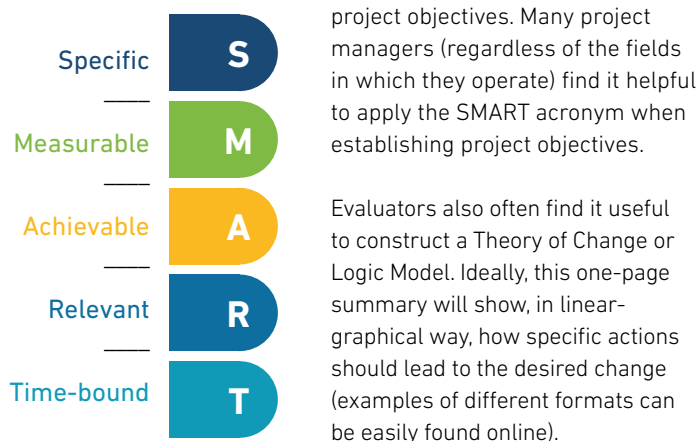 Specific
S
Measurable
M
Achievable
A
Relevant
R
Time-bound
T
project objectives. Many project
managers (regardless of the fields
in which they operate) find it helpful
to apply the SMART acronym when
establishing project objectives.
Evaluators also often find it useful
to construct a Theory of Change or
Logic Model. Ideally, this one-page
summary will show, in linear-
graphical way, how specific actions
should lead to the desired change
(examples of different formats can
be easily found online).